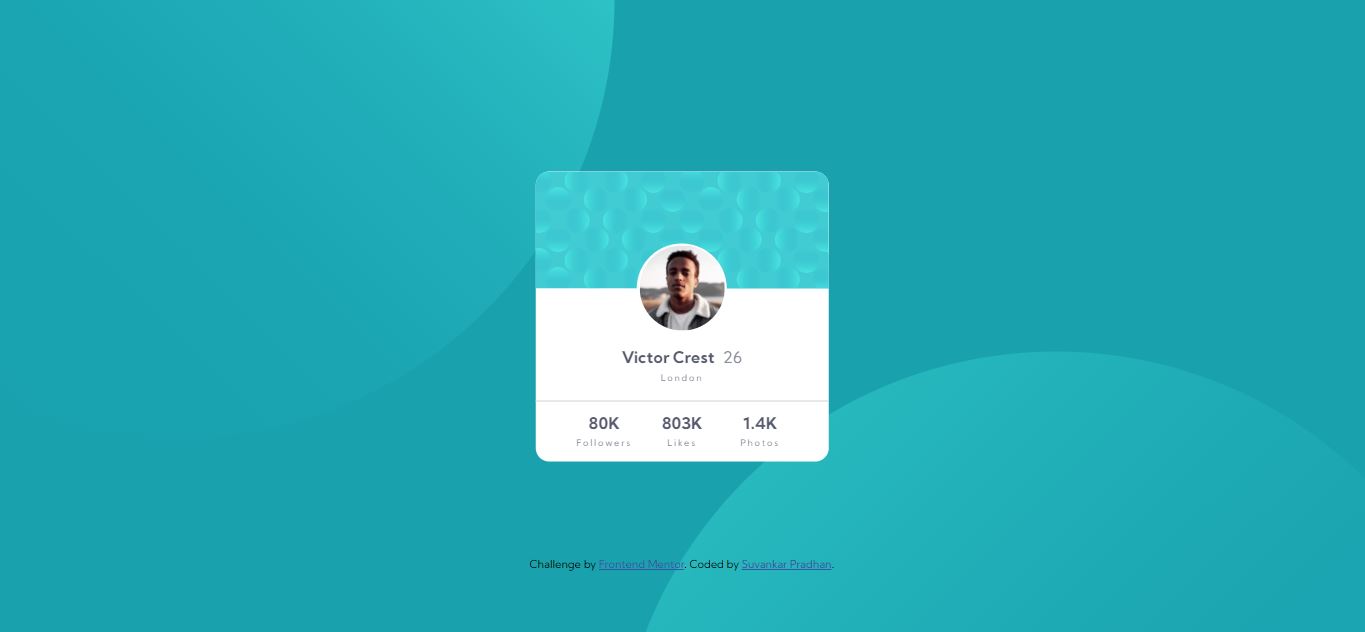 Victor Crest 26
London
80K 803K 1.4K
Followers Likes Photos
Challenge by Frontend Mentor. Coded by Suvankar Pradhan.